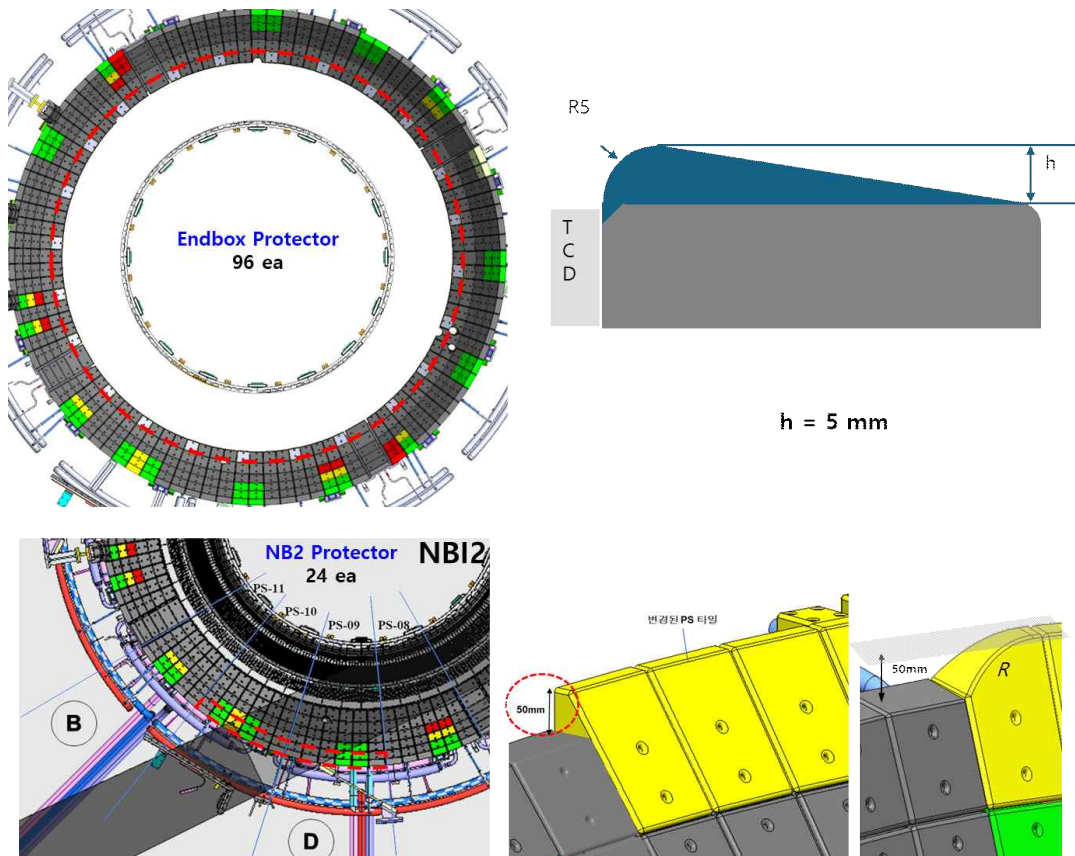 Endbox Protector
96 ea
R5
h
T
C
D
h = 5 mm
NB2 Protector
24 ea
NBI2
PS-11
PS-10
PS-09
PS-08
B
D
변경된 PS 타일
50mm
50mm
R